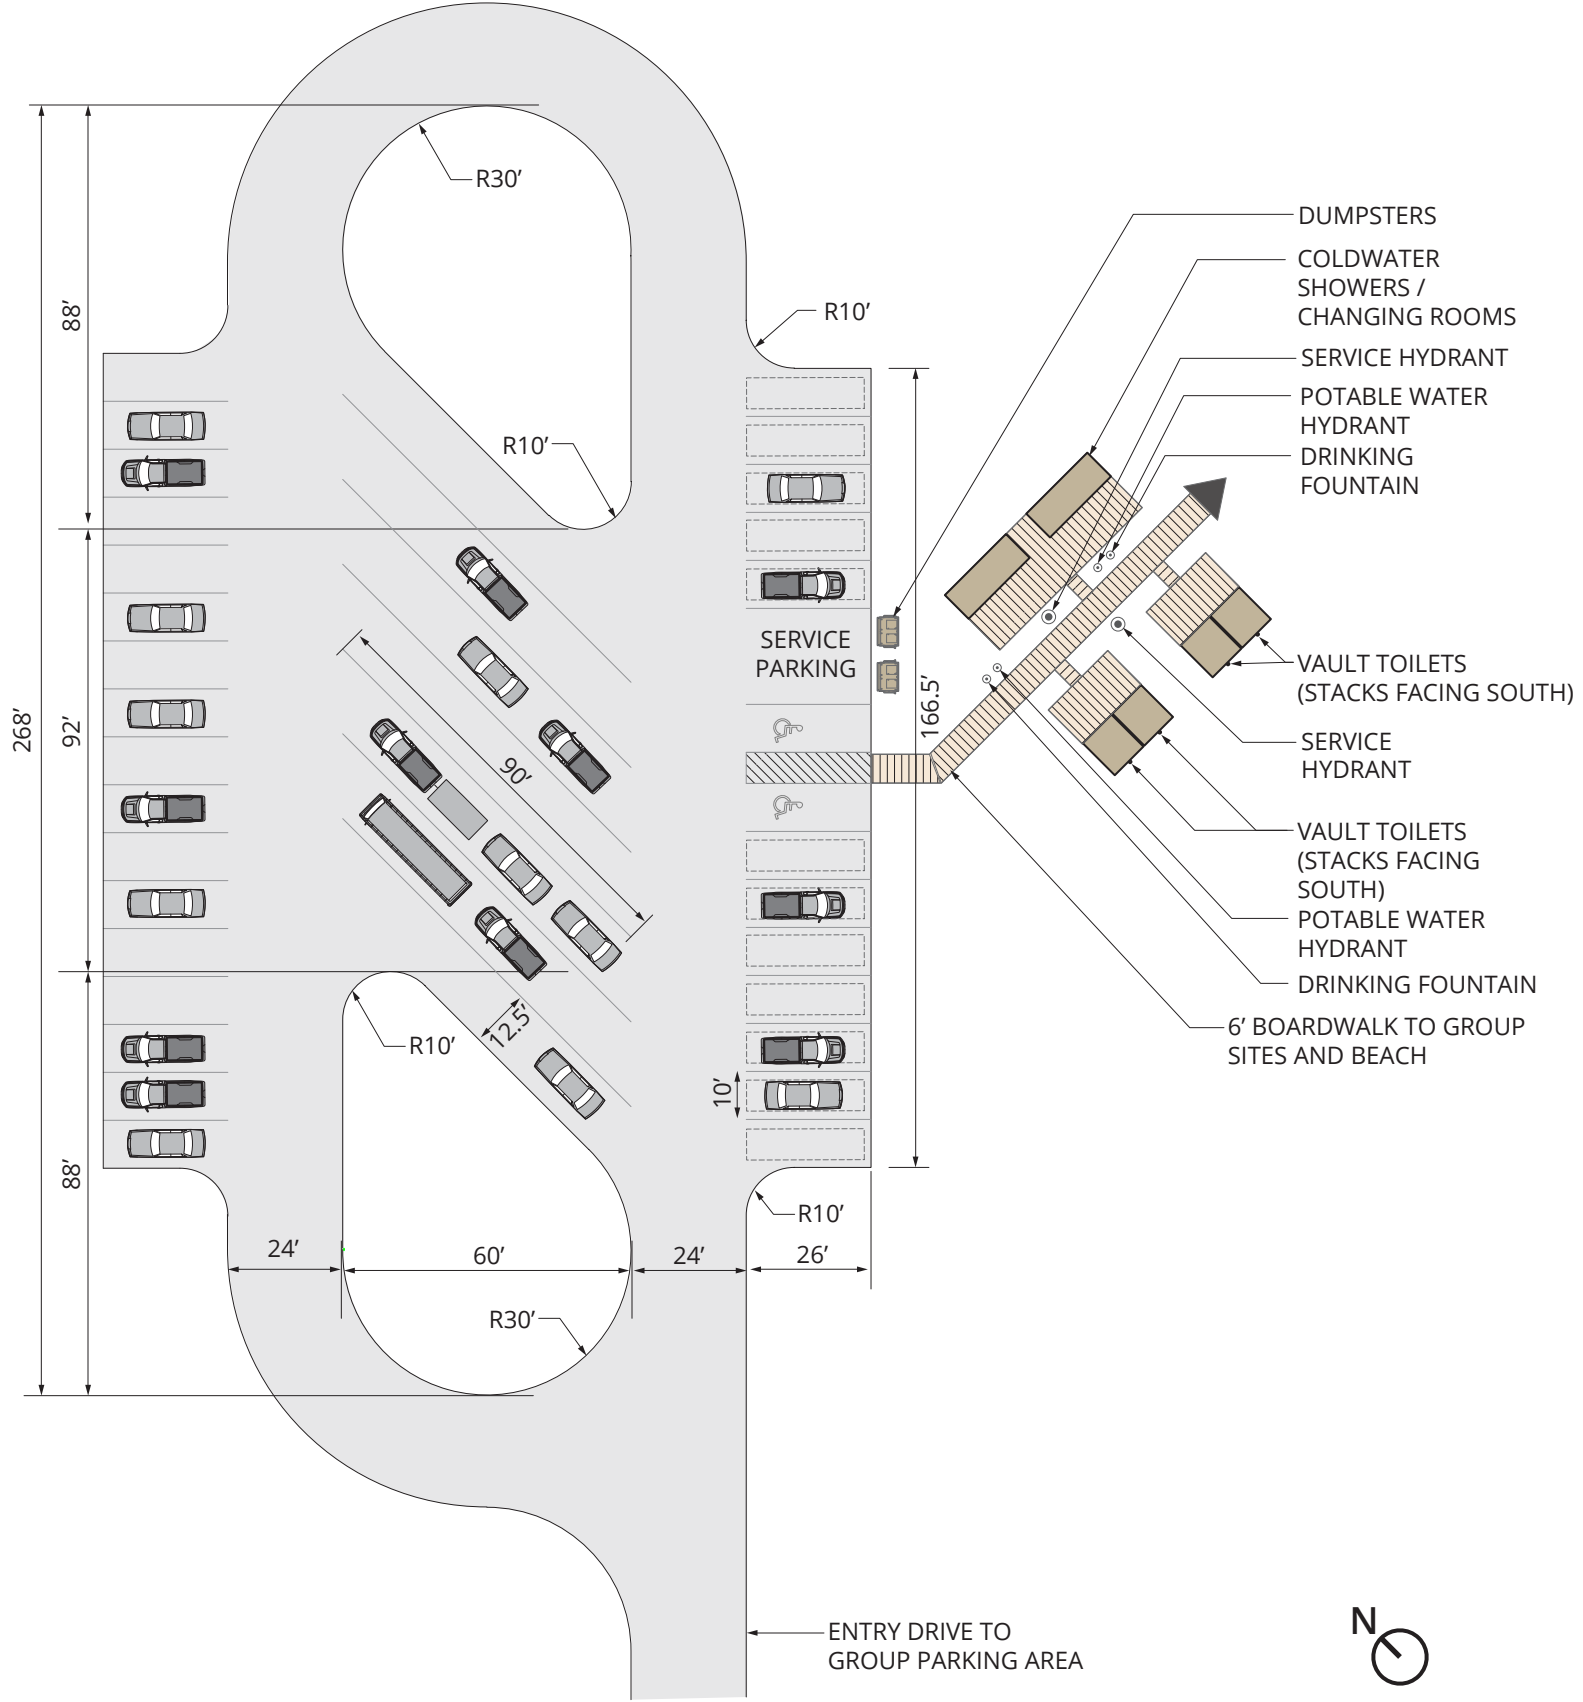 R30’
DUMPSTERS
COLDWATER
SHOWERS /
CHANGING ROOMS
88’
R10’
SERVICE HYDRANT
POTABLE WATER
HYDRANT
R10’
DRINKING
FOUNTAIN
SERVICE
PARKING
VAULT TOILETS
(STACKS FACING SOUTH)
268’
92’
166.5’
SERVICE
HYDRANT
90’
VAULT TOILETS
(STACKS FACING
SOUTH)
POTABLE WATER
HYDRANT
DRINKING FOUNTAIN
12.5’
R10’
6’ BOARDWALK TO GROUP
SITES AND BEACH
10’
88’
R10’
24’
60’
24’
26’
R30’
N
ENTRY DRIVE TO
GROUP PARKING AREA